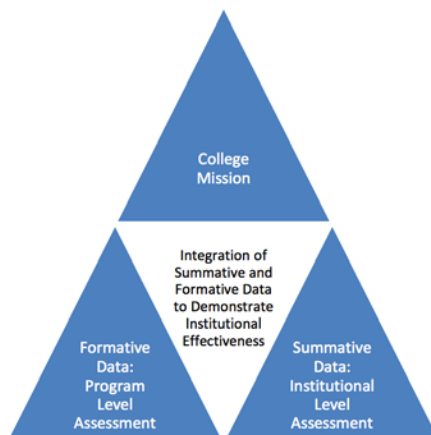 College
Mission
Integration of
Summative and
Formative Data
to Demonstrate
Institutional
Effectiveness
Formative
Data:
Program
Level
Assessment
Summative
Data:
Institutional
Level
Assessment